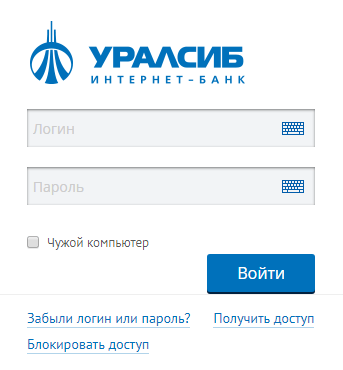 УРАЛСИБ
ИНТЕРНЕТ-БАНК
Логин
Пароль
Чужой компьютер
Войти
Забыли логин или пароль? Получить доступ
Блокировать доступ